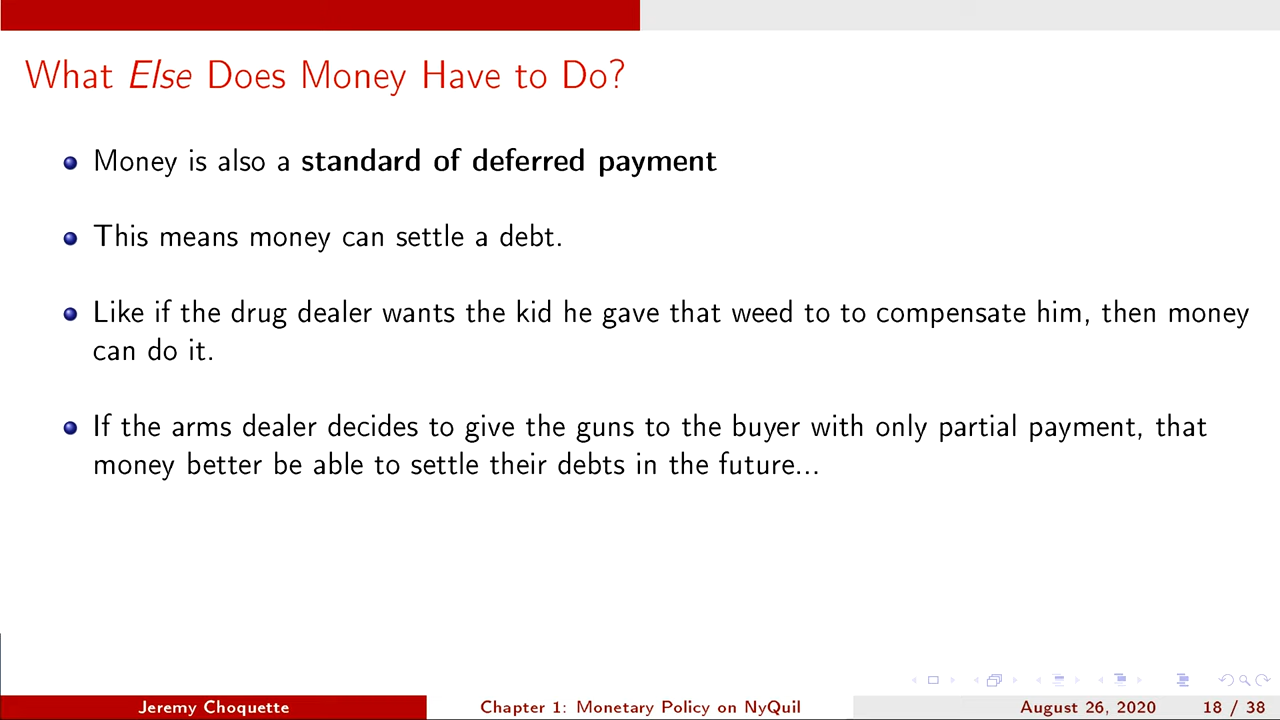 What Else Does Money Have to Do?
Money is also a standard of deferred payment
This means money can settle a debt.
Like if the drug dealer wants the kid he gave that weed to to compensate him, then money
can do it.
If the arms dealer decides to give the guns to the buyer with only partial payment, that
money better be able to settle their debts in the future...
Jeremy Choquette
Chapter 1: Monetary Policy on NyQuil
August 26, 2020
18 / 38